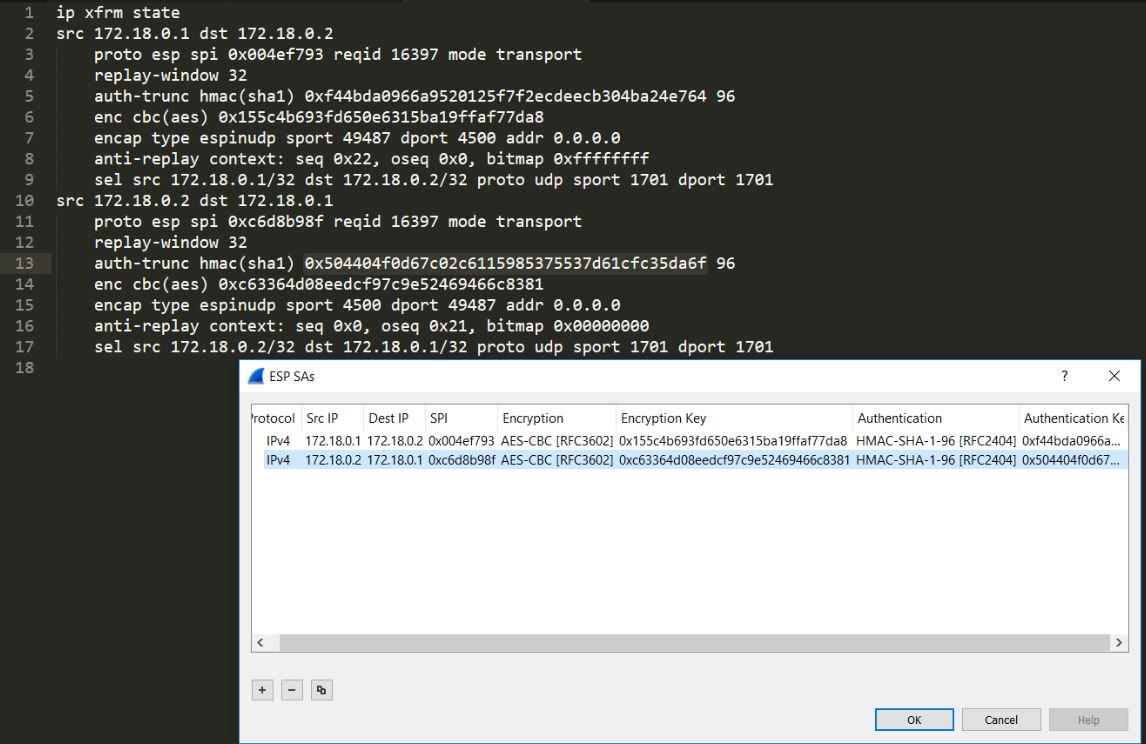 1 ip xfrm state
2 src 172.18.0.1 dst 172.18.0.2
3 proto esp spi 0x004ef793 reqid 16397 mode transport
4 replay-window 32
5 auth-trunc hmac(sha1) 0xf44bda0966a9520125f7f2ecdeecb304ba24e764 96
6 enc cbc(aes) 0x155c4b693fd650e6315ba19ffaf77da8
7 encap type espinudp sport 49487 dport 4500 addr 0.0.0.0
8 anti-replay context: seq 0x22, oseq 0x0, bitmap 0xffffffff
9 sel src 172.18.0.1/32 dst 172.18.0.2/32 proto udp sport 1701 dport 1701
10 src 172.18.0.2 dst 172.18.0.1
11 proto esp spi 0xc6d8b98f reqid 16397 mode transport
12 replay-window 32
13 auth-trunc hmac(sha1) 0x504404f0d67c02c6115985375537d61cfc35da6f 96
14 enc cbc(aes) 0xc63364d08eedcf97c9e52469466c8381
15 encap type espinudp sport 4500 dport 49487 addr 0.0.0.0
16 anti-replay context: seq 0x0, oseq 0x21, bitmap 0x00000000
17 sel src 172.18.0.2/32 dst 172.18.0.1/32 proto udp sport 1701 dport 1701
18
ESP SAs ?
rotocol Src IP Dest IP SPI Encryption Encryption Key Authentication Authentication Ke
IPv4 172.18.0.1 172.18.0.2 0x004ef793 AES-CBC [RFC3602] 0x155c4b693fd650e6315ba19ffaf77da8 HMAC-SHA-1-96 [RFC2404] 0xf44bda0966a...
IPv4 172.18.0.2 172.18.0.1 0xc6d8b98f AES-CBC [RFC3602] 0xc63364d08eedcf97c9e52469466c8381 HMAC-SHA-1-96 [RFC2404] 0x504404f0d67...
OK Cancel Help